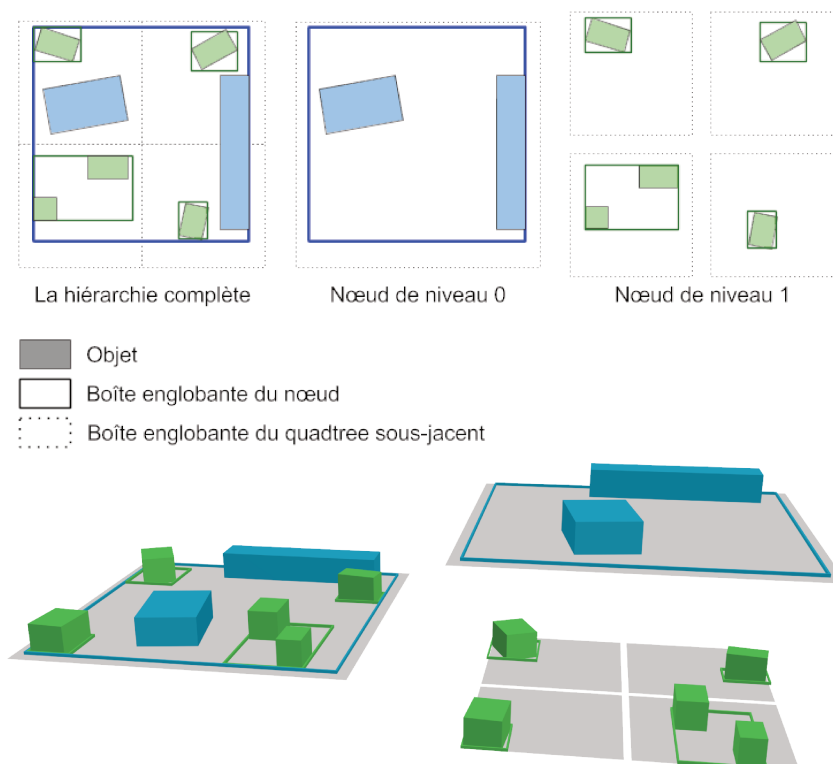 La hiérarchie complète
Nœud de niveau 0
Nœud de niveau 1
Objet
Boîte englobante du nœud
Boîte englobante du quadtree sous-jacent